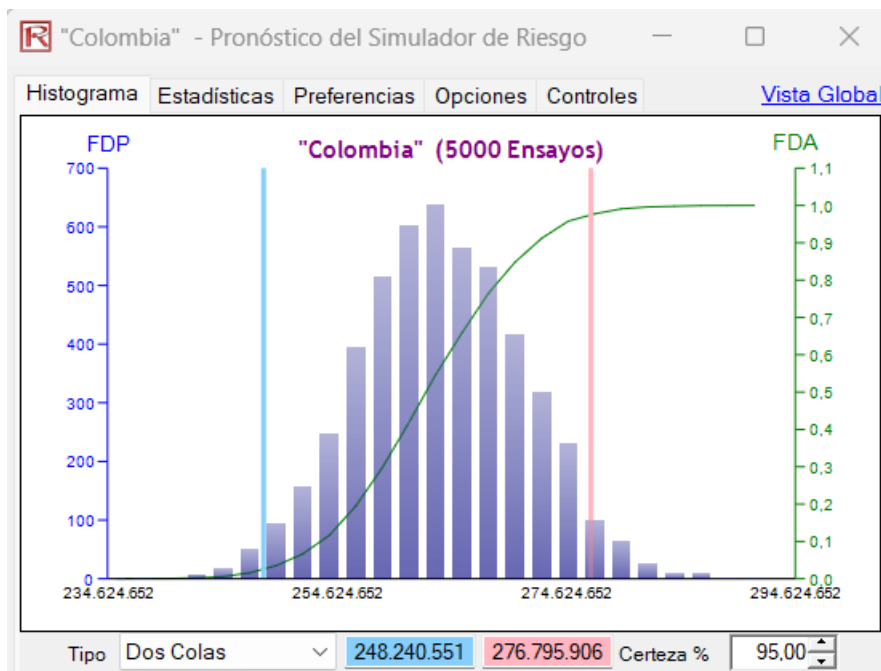 "Colombia" - Pronóstico del Simulador de Riesgo
Histograma Estadísticas Preferencias Opciones Controles Vista Global
FDP "Colombia" (5000 Ensayos) FDA
700 1,1
600 1,0
500 0,9
400 0,8
300 0,7
200 0,6
100 0,5
0 0,4
0,3
0,2
0,1
0,0
234.624.652 254.624.652 274.624.652 294.624.652
Tipo Dos Colas 248.240.551 276.795.906 Certeza % 95,00